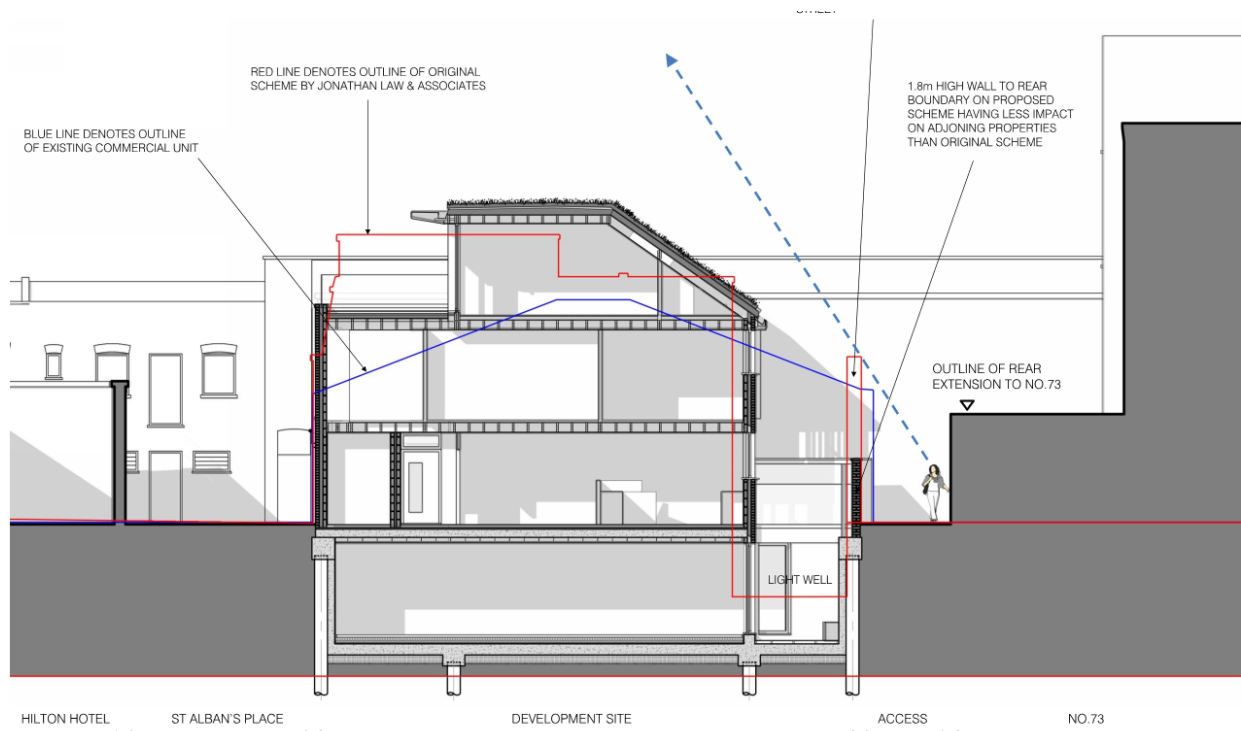 STREET
RED LINE DENOTES OUTLINE OF ORIGINAL
SCHEME BY JONATHAN LAW & ASSOCIATES
1.8m HIGH WALL TO REAR
BOUNDARY ON PROPOSED
SCHEME HAVING LESS IMPACT
ON ADJONING PROPERTIES
THAN ORIGINAL SCHEME
BLUE LINE DENOTES OUTLINE
OF EXISTING COMMERCIAL UNIT
OUTLINE OF REAR
EXTENSION TO NO.73
LIGHT WELL
HILTON HOTEL
ST ALBAN'S PLACE
DEVELOPMENT SITE
ACCESS
NO.73